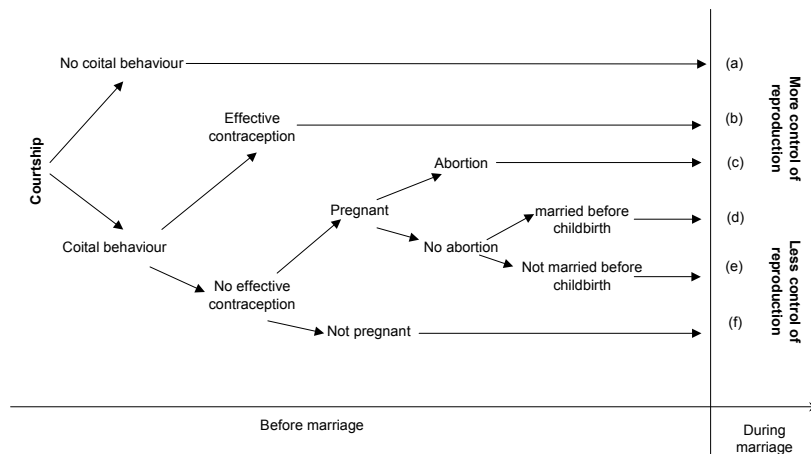 No coital behaviour
(a)
More control of
reproduction
Effective
contraception
(b)
Courtship
Abortion
(c)
Pregnant
married before
childbirth
(d)
Coital behaviour
No abortion
Not married before
childbirth
(e)
Less control of
reproduction
No effective
contraception
Not pregnant
(f)
Before marriage
During
marriage